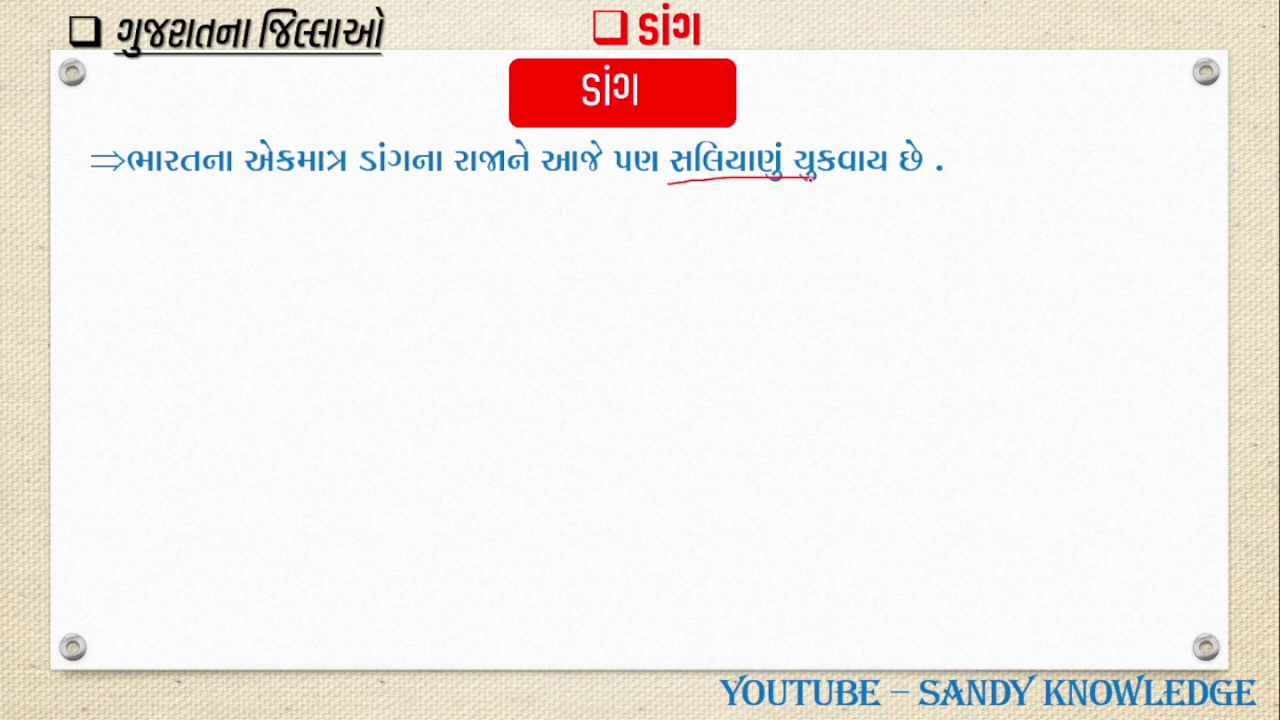 ❑ ગુજરાતના જિલ્લાઓ
❑ ડાંગ
ડાંગ
⇒ભારતના એકમાત્ર ડાંગના રાજાને આજે પણ સલિયાણું ચુકવાય છે .
YOUTUBE – SANDY KNOWLEDGE